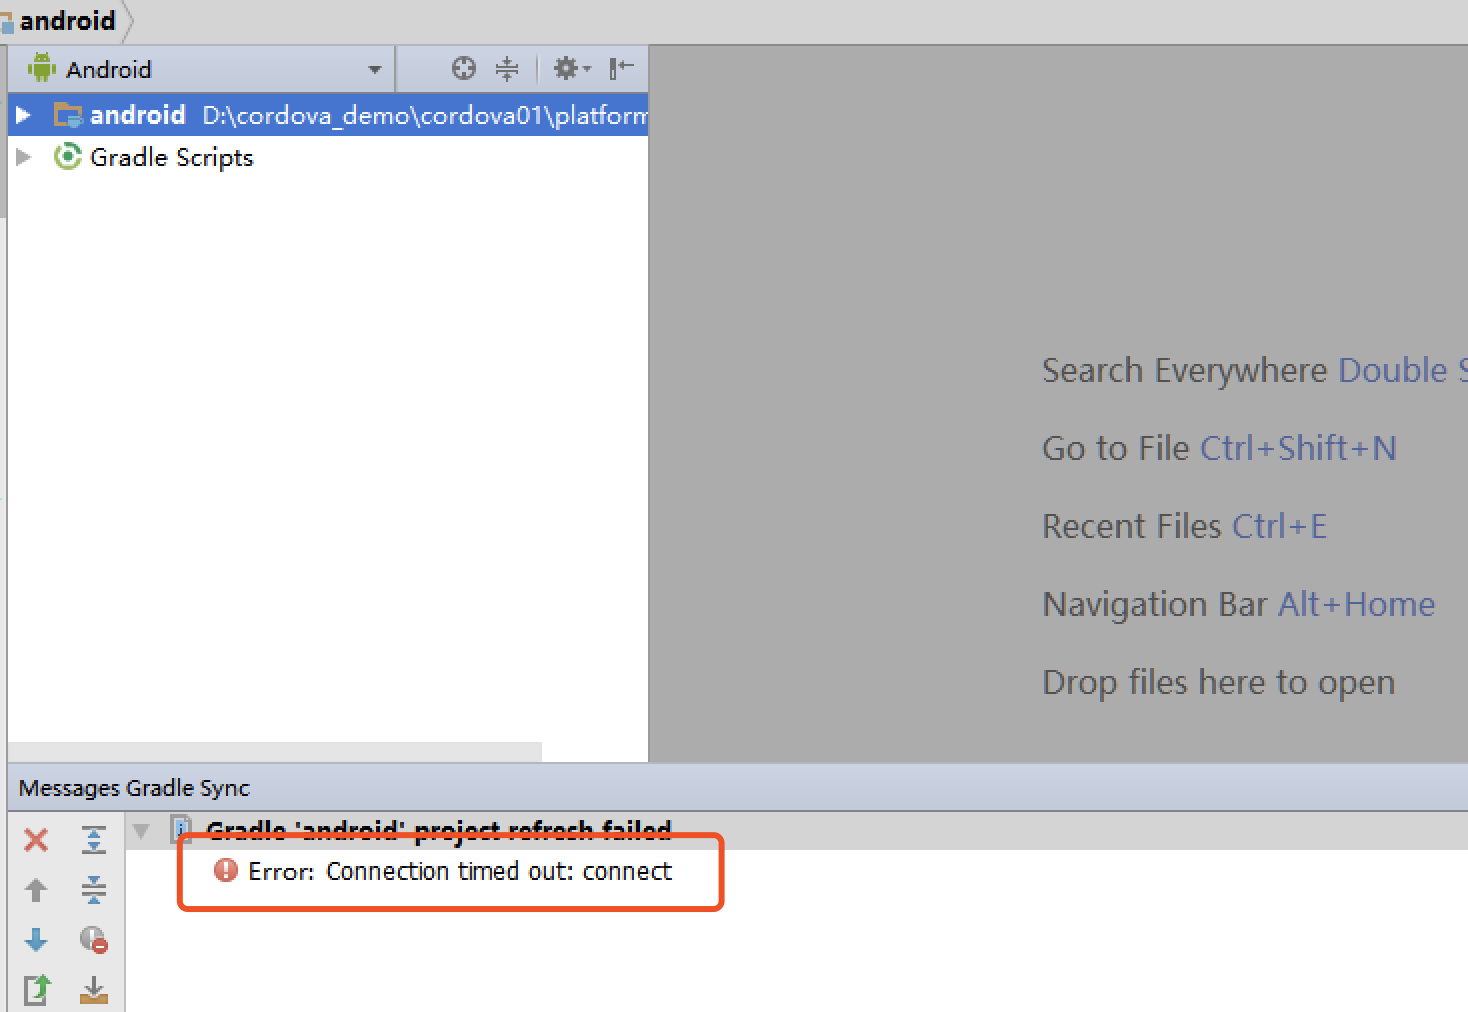 android
Android
android D:\cordova_demo\cordova01\platform
Gradle Scripts
Search Everywhere Double
Go to File Ctrl+Shift+N
Recent Files Ctrl+E
Navigation Bar Alt+Home
Drop files here to open
Messages Gradle Sync
Gradle 'android' project refresh failed
Error: Connection timed out: connect